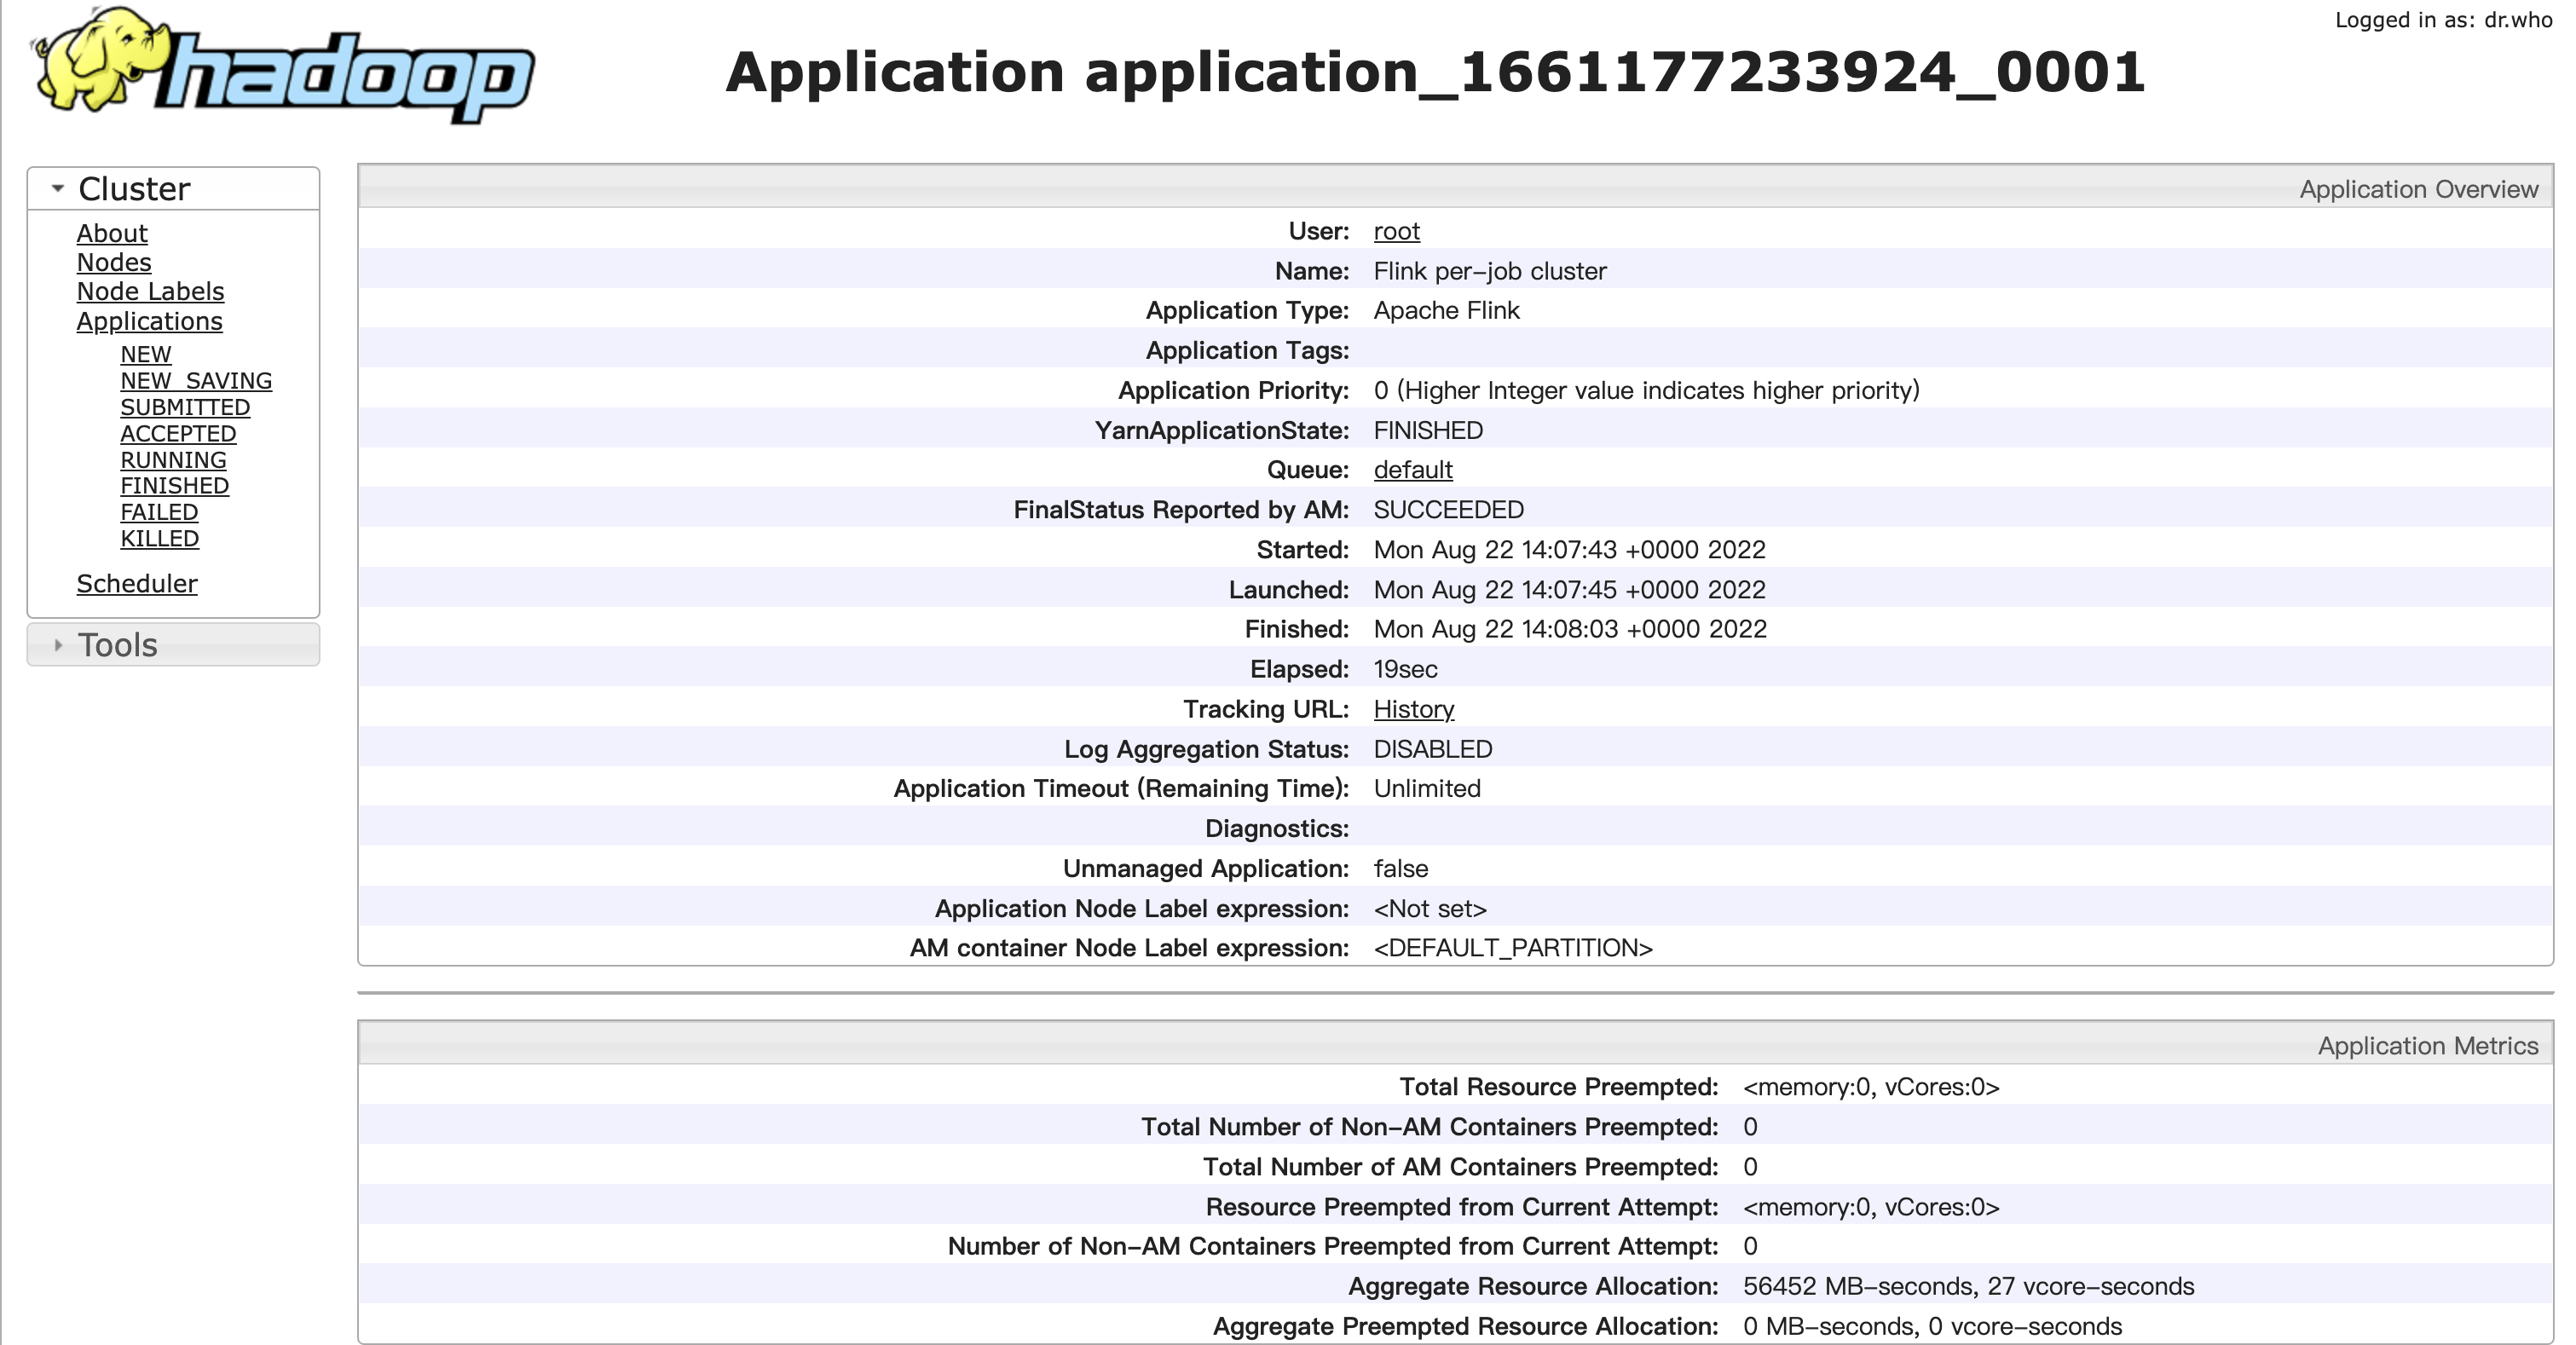 hadoop
Logged in as: dr.who
Application application_1661177233924_0001
Cluster
About
Nodes
Node Labels
Applications
NEW
NEW_SAVING
SUBMITTED
ACCEPTED
RUNNING
FINISHED
FAILED
KILLED
Scheduler
Tools
Application Overview
User: root
Name: Flink per-job cluster
Application Type: Apache Flink
Application Tags:
Application Priority: 0 (Higher Integer value indicates higher priority)
YarnApplicationState: FINISHED
Queue: default
FinalStatus Reported by AM: SUCCEEDED
Started: Mon Aug 22 14:07:43 +0000 2022
Launched: Mon Aug 22 14:07:45 +0000 2022
Finished: Mon Aug 22 14:08:03 +0000 2022
Elapsed: 19sec
Tracking URL: History
Log Aggregation Status: DISABLED
Application Timeout (Remaining Time): Unlimited
Diagnostics:
Unmanaged Application: false
Application Node Label expression: <Not set>
AM container Node Label expression: <DEFAULT_PARTITION>
Application Metrics
Total Resource Preempted: <memory:0, vCores:0>
Total Number of Non-AM Containers Preempted: 0
Total Number of AM Containers Preempted: 0
Resource Preempted from Current Attempt: <memory:0, vCores:0>
Number of Non-AM Containers Preempted from Current Attempt: 0
Aggregate Resource Allocation: 56452 MB-seconds, 27 vcore-seconds
Aggregate Preempted Resource Allocation: 0 MB-seconds, 0 vcore-seconds